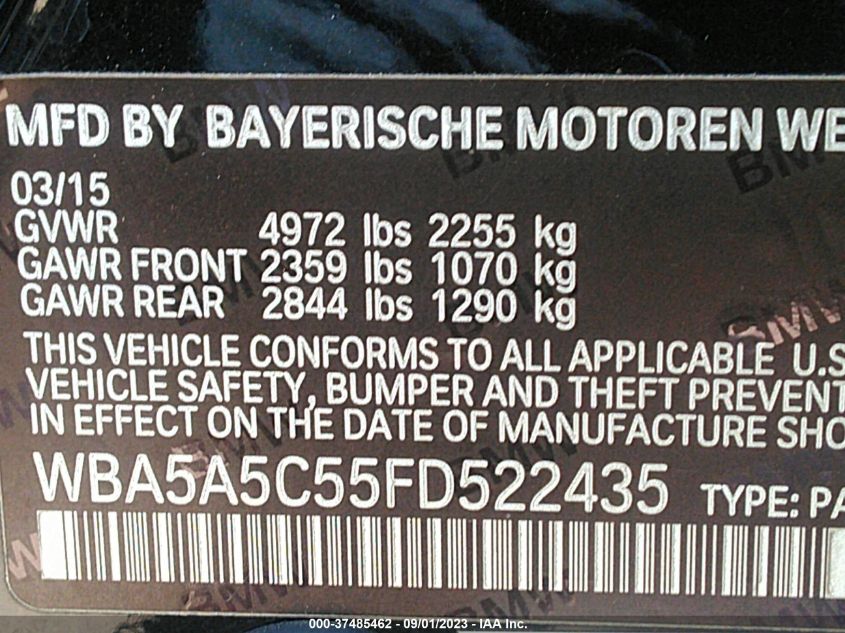 MFD BY BAYERISCHE MOTOREN WE
03/15
GVWR 4972 lbs 2255 kg
GAWR FRONT 2359 lbs 1070 kg
GAWR REAR 2844 lbs 1290 kg
THIS VEHICLE CONFORMS TO ALL APPLICABLE U.S
VEHICLE SAFETY, BUMPER AND THEFT PREVENT
IN EFFECT ON THE DATE OF MANUFACTURE SHO
WBA5A5C55FD522435 TYPE: PA
000-37485462 - 09/01/2023 - IAA Inc.